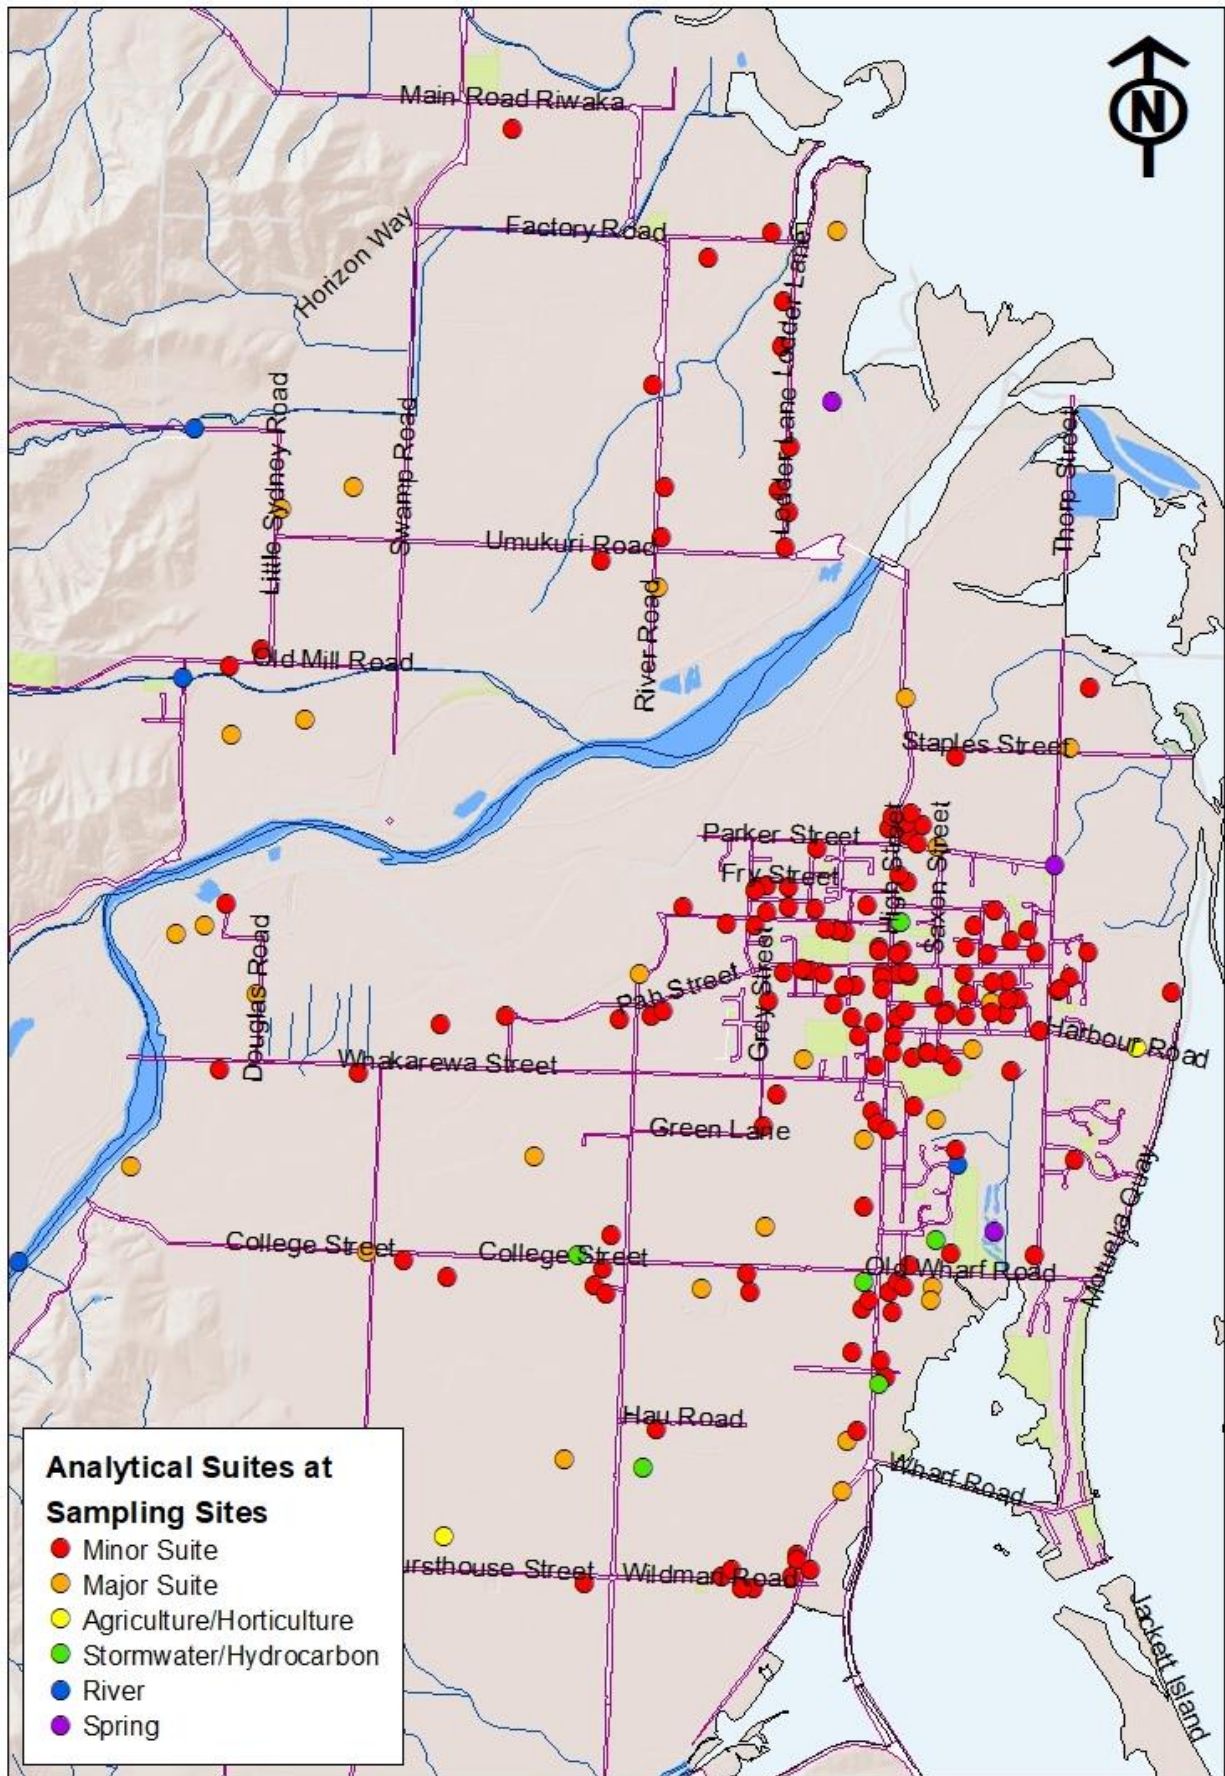 N
Main Road Riwaka
Factory Road
Horizon Way
Lodder Lane
Lodder Lane
Little Sydney Road
Swamp Road
Thorp Street
Umukuri Road
River Road
Old Mill Road
Staples Street
Parker Street
High Street
Saxon Street
Fry Street
Grey Street
Pah Street
Douglas Road
Harbour Road
Whakarewa Street
Green Lane
Motueka Quay
College Street
College Street
Old Wharf Road
Hau Road
Wharf Road
ursthouse Street
Wildman Road
Jackett Island
Analytical Suites at
Sampling Sites
Minor Suite
Major Suite
Agriculture/Horticulture
Stormwater/Hydrocarbon
River
Spring